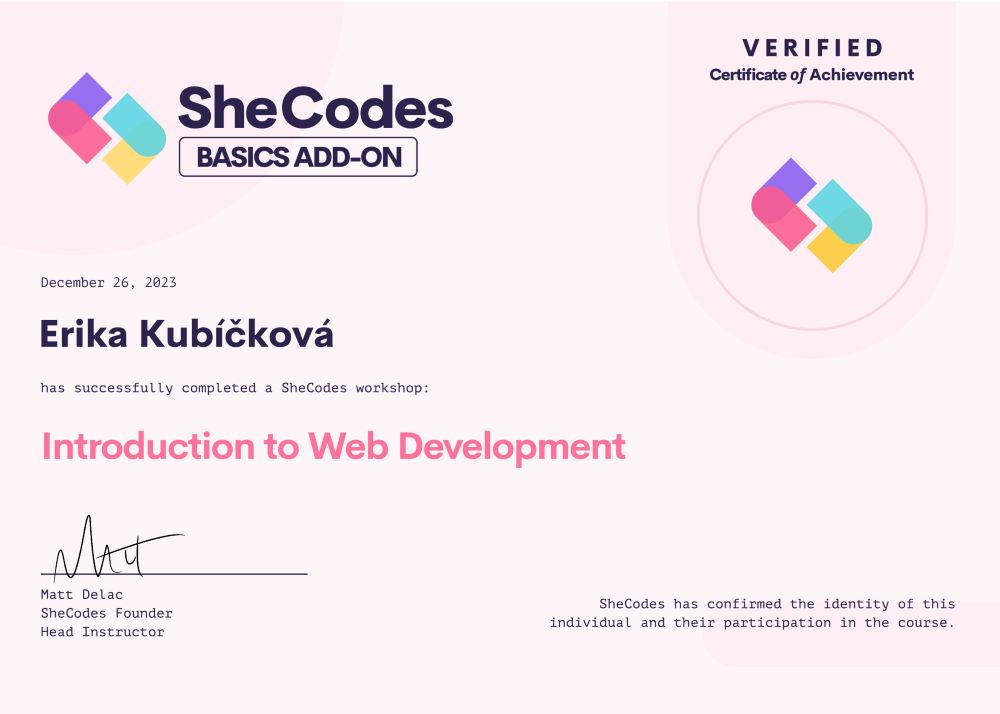 VERIFIED
Certificate of Achievement
SheCodes
BASICS ADD-ON
December 26, 2023
Erika Kubíčková
has successfully completed a SheCodes workshop:
Introduction to Web Development
Matt
Matt Delac
SheCodes Founder
Head Instructor
SheCodes has confirmed the identity of this
individual and their participation in the course.